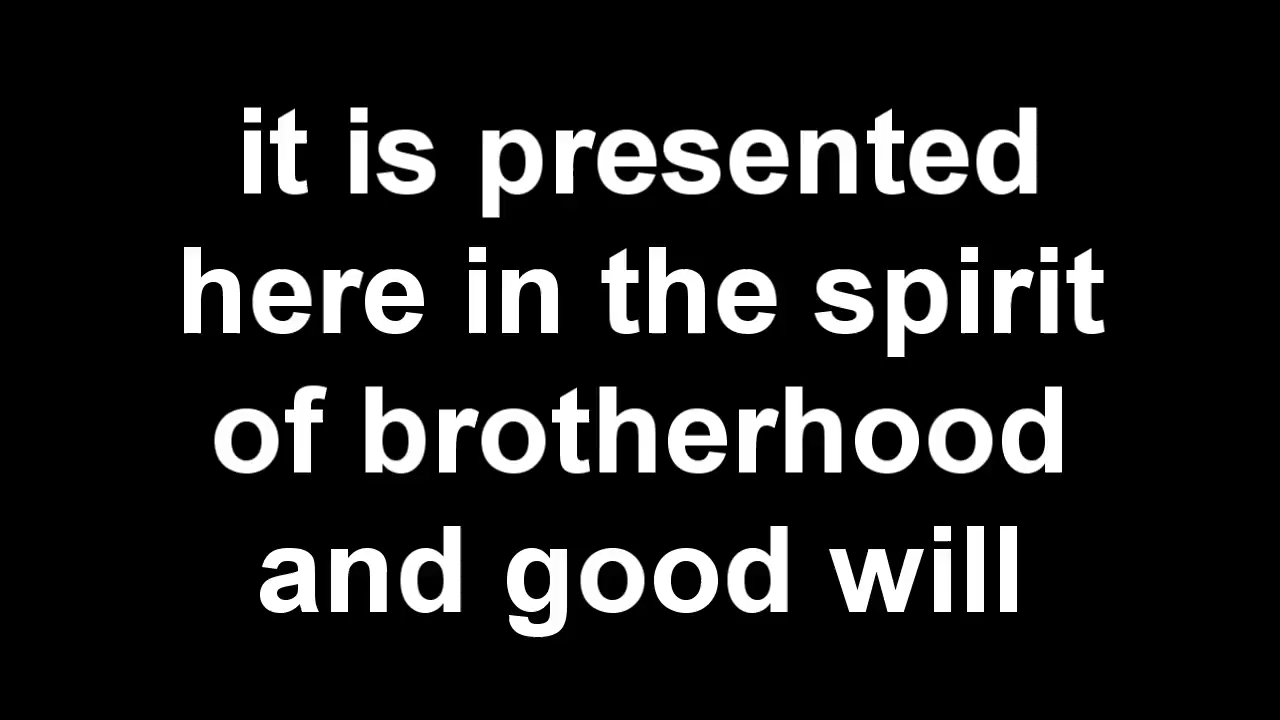 it is presented
here in the spirit
of brotherhood
and good will